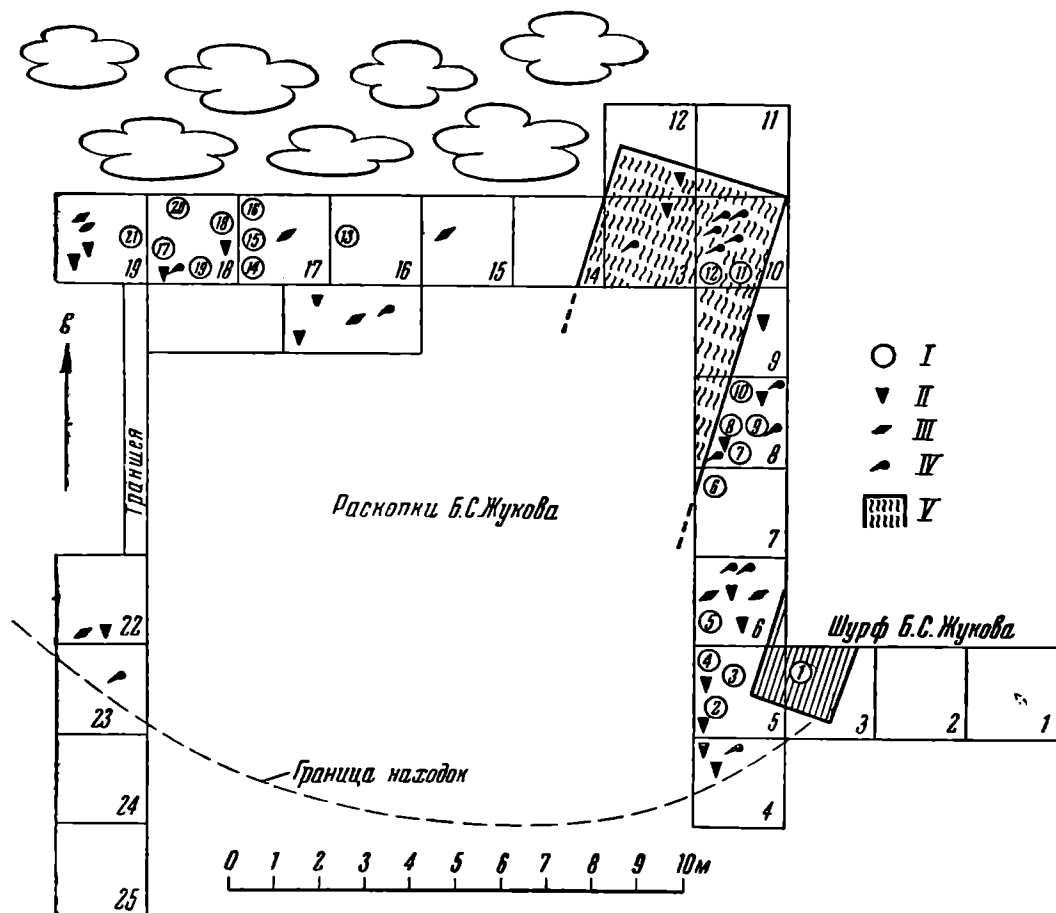 12 11
16
20 18 15 13
21 17 19 14 12 11
19 18 17 16 15 14 13 10
в
9
I
10
II
8 9
III
7 8
IV
6
V
Траншея
Раскопки Б.С.Жукова
7
22
5 6
Шурф Б.С.Жукова
4 3 1
2
23 5 3 2 1
Граница находок
24 4
0 1 2 3 4 5 6 7 8 9 10 м
25